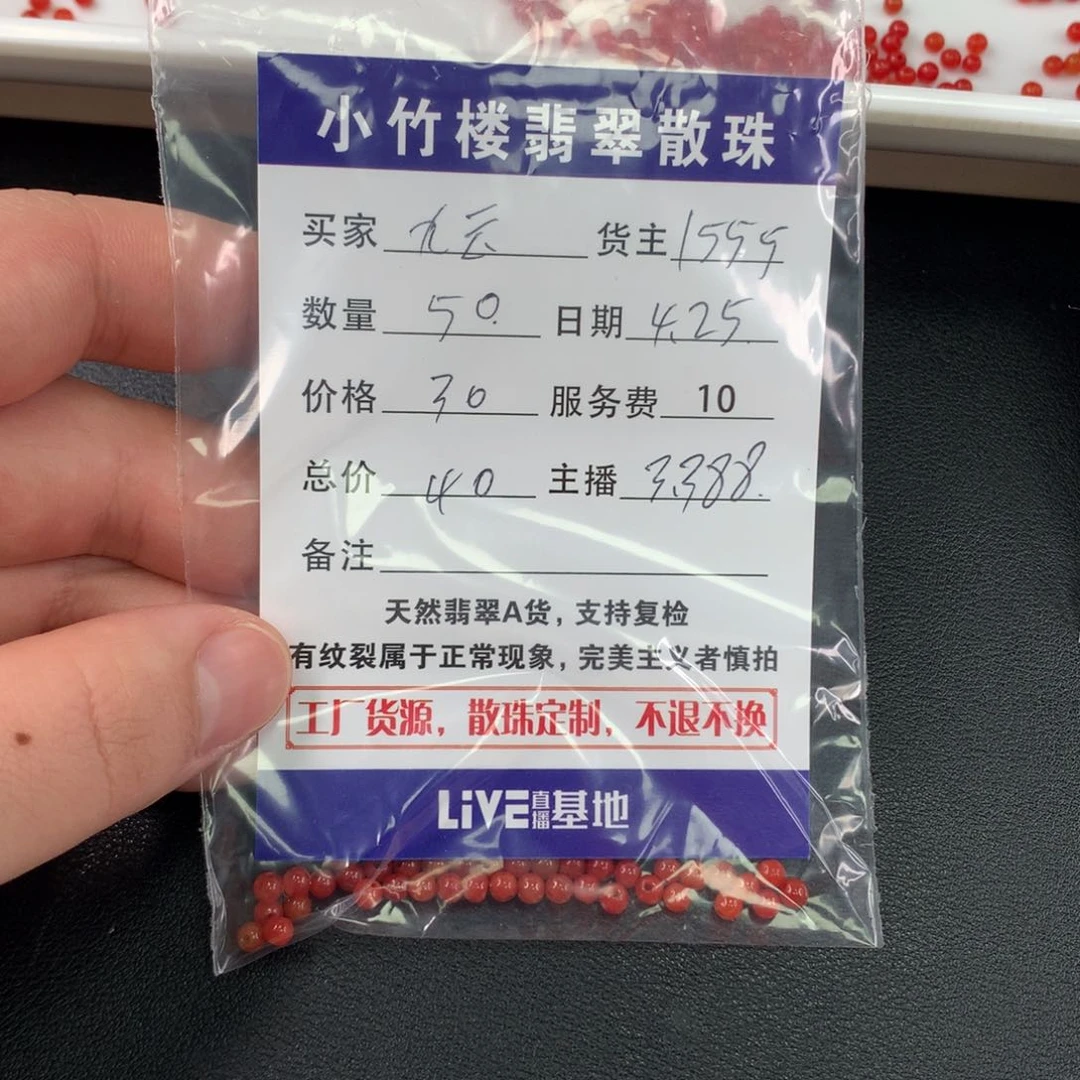 小竹楼翡翠散珠
买家 九云 货主 1559
数量 50. 日期 4.25.
价格 30 服务费 10
总价 40 主播 3388.
备注
天然翡翠A货，支持复检
有纹裂属于正常现象，完美主义者慎拍
工厂货源，散珠定制，不退不换
LiVE直播基地